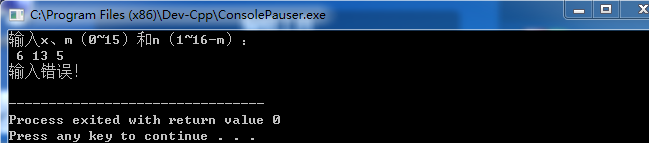 C:\Program Files (x86)\Dev-Cpp\ConsolePauser.exe
输入x、m（0~15）和n（1~16-m）：
6 13 5
输入错误!
--------------------------------
Process exited with return value 0
Press any key to continue . . .